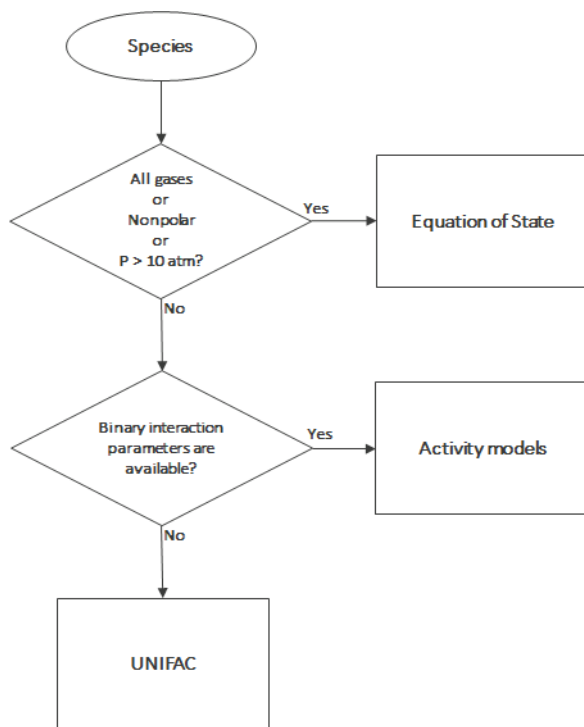 Species
All gases
or
Nonpolar
or
P > 10 atm?
Yes
Equation of State
No
Binary interaction
parameters are
available?
Yes
Activity models
No
UNIFAC